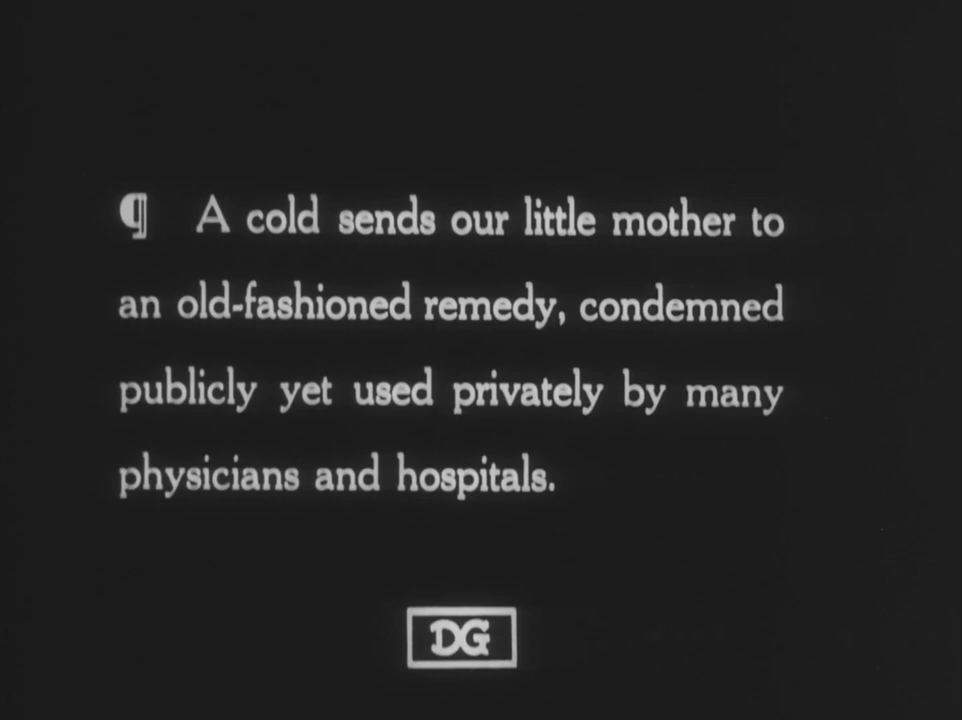 ¶ A cold sends our little mother to
an old-fashioned remedy, condemned
publicly yet used privately by many
physicians and hospitals.
DG